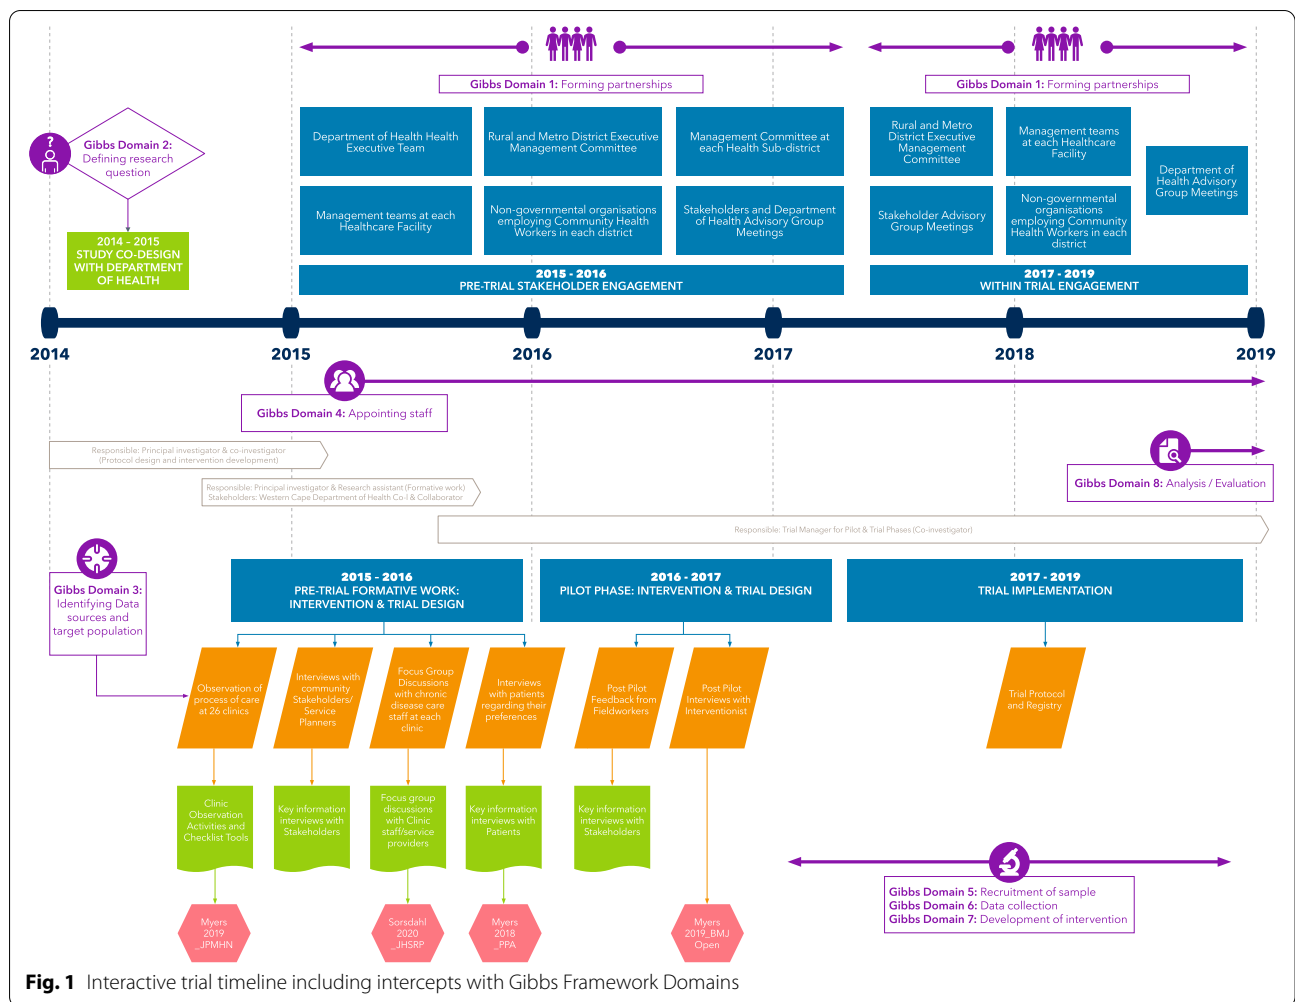 Gibbs Domain 1: Forming partnerships
Gibbs Domain 1: Forming partnerships
?
Gibbs Domain 2:
Defining research
question
2014 – 2015
STUDY CO-DESIGN
WITH DEPARTMENT
OF HEALTH
Department of Health Health
Executive Team
Rural and Metro District Executive
Management Committee
Management Committee at
each Health Sub-district
Management teams at each
Healthcare Facility
Non-governmental organisations
employing Community Health
Workers in each district
Stakeholders and Department
of Health Advisory Group
Meetings
2015 - 2016
PRE-TRIAL STAKEHOLDER ENGAGEMENT
Rural and Metro
District Executive
Management
Committee
Management teams
at each Healthcare
Facility
Department of
Health Advisory
Group Meetings
Stakeholder Advisory
Group Meetings
Non-governmental
organisations
employing Community
Health Workers in each
district
2017 - 2019
WITHIN TRIAL ENGAGEMENT
2014
2015
2016
2017
2018
2019
Gibbs Domain 4: Appointing staff
Responsible: Principal investigator & co-investigator
(Protocol design and intervention development)
Responsible: Principal investigator & Research assistant (Formative work)
Stakeholders: Western Cape Department of Health Co-I & Collaborator
Gibbs Domain 8: Analysis / Evaluation
Responsible: Trial Manager for Pilot & Trial Phases (Co-investigator)
Gibbs Domain 3:
Identifying Data
sources and
target population
2015 – 2016
PRE-TRIAL FORMATIVE WORK:
INTERVENTION & TRIAL DESIGN
2016 - 2017
PILOT PHASE: INTERVENTION & TRIAL DESIGN
2017 - 2019
TRIAL IMPLEMENTATION
Observation of
process of care
at 26 clinics
Interviews with
community
Stakeholders/
Service
Planners
Focus Group
Discussions
with chronic
disease care
staff at each
clinic
Interviews
with patients
regarding their
preferences
Post Pilot
Feedback from
Fieldworkers
Post Pilot
Interviews with
Interventionist
Trial Protocol
and Registry
Clinic
Observation
Activities and
Checklist Tools
Key information
interviews with
Stakeholders
Focus group
discussions
with Clinic
staff/service
providers
Key information
interviews with
Patients
Key information
interviews with
Stakeholders
Myers
2019
_JPMHN
Sorsdahl
2020
_JHSRP
Myers
2018
_PPA
Myers
2019_BMJ
Open
Gibbs Domain 5: Recruitment of sample
Gibbs Domain 6: Data collection
Gibbs Domain 7: Development of intervention
Fig. 1 Interactive trial timeline including intercepts with Gibbs Framework Domains